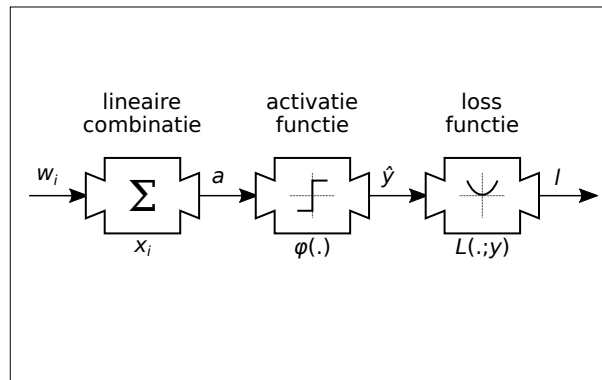 lineaire
combinatie
activatie
functie
loss
functie
wᵢ
Σ
a
ŷ
l
xᵢ
φ(.)
L(.;y)